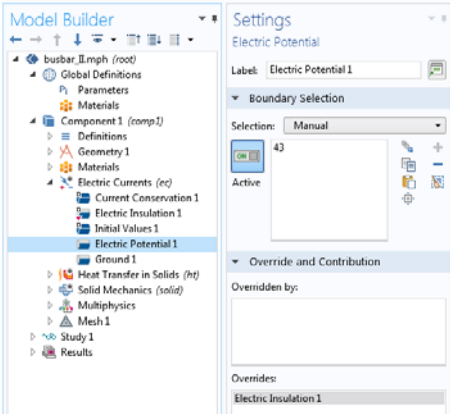 Model Builder
busbar_II.mph (root)
Global Definitions
Pi Parameters
Materials
Component 1 (comp1)
Definitions
Geometry 1
Materials
Electric Currents (ec)
Current Conservation 1
Electric Insulation 1
Initial Values 1
Electric Potential 1
Ground 1
Heat Transfer in Solids (ht)
Solid Mechanics (solid)
Multiphysics
Mesh 1
Study 1
Results
Settings
Electric Potential
Label: Electric Potential 1
Boundary Selection
Selection: Manual
ON
43
Active
Override and Contribution
Overridden by:
Overrides:
Electric Insulation 1